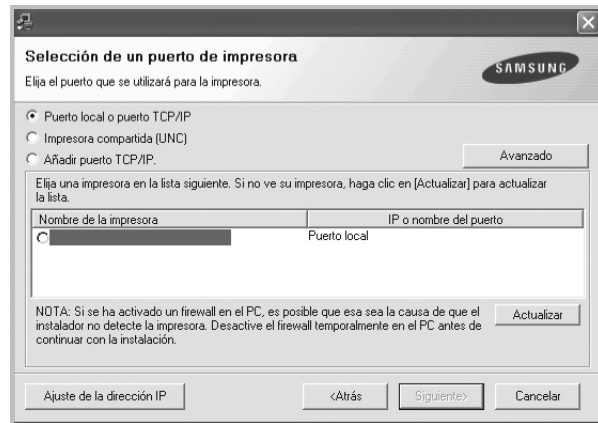 Selección de un puerto de impresora
Elija el puerto que se utilizará para la impresora.
SAMSUNG
Puerto local o puerto TCP/IP
Impresora compartida (UNC)
Añadir puerto TCP/IP.
Avanzado
Elija una impresora en la lista siguiente. Si no ve su impresora, haga clic en [Actualizar] para actualizar
la lista.
Nombre de la impresora IP o nombre del puerto
Puerto local
NOTA: Si se ha activado un firewall en el PC, es posible que esa sea la causa de que el
instalador no detecte la impresora. Desactive el firewall temporalmente en el PC antes de
continuar con la instalación.
Actualizar
Ajuste de la dirección IP <Atrás Siguiente> Cancelar